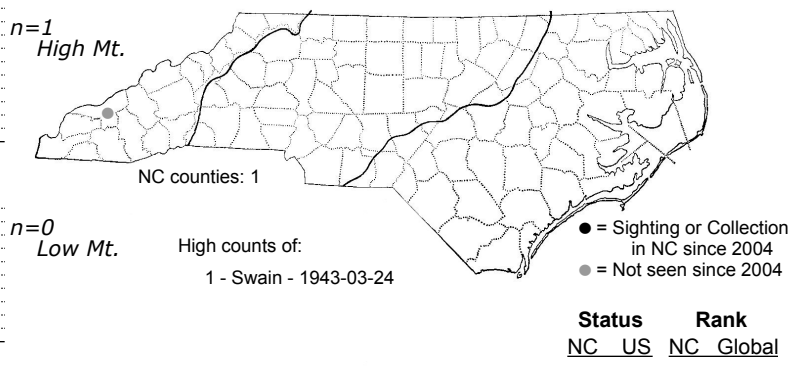 n=1
High Mt.
NC counties: 1
n=0
Low Mt.
High counts of:
1 - Swain - 1943-03-24
● = Sighting or Collection
in NC since 2004
● = Not seen since 2004
Status Rank
NC US NC Global